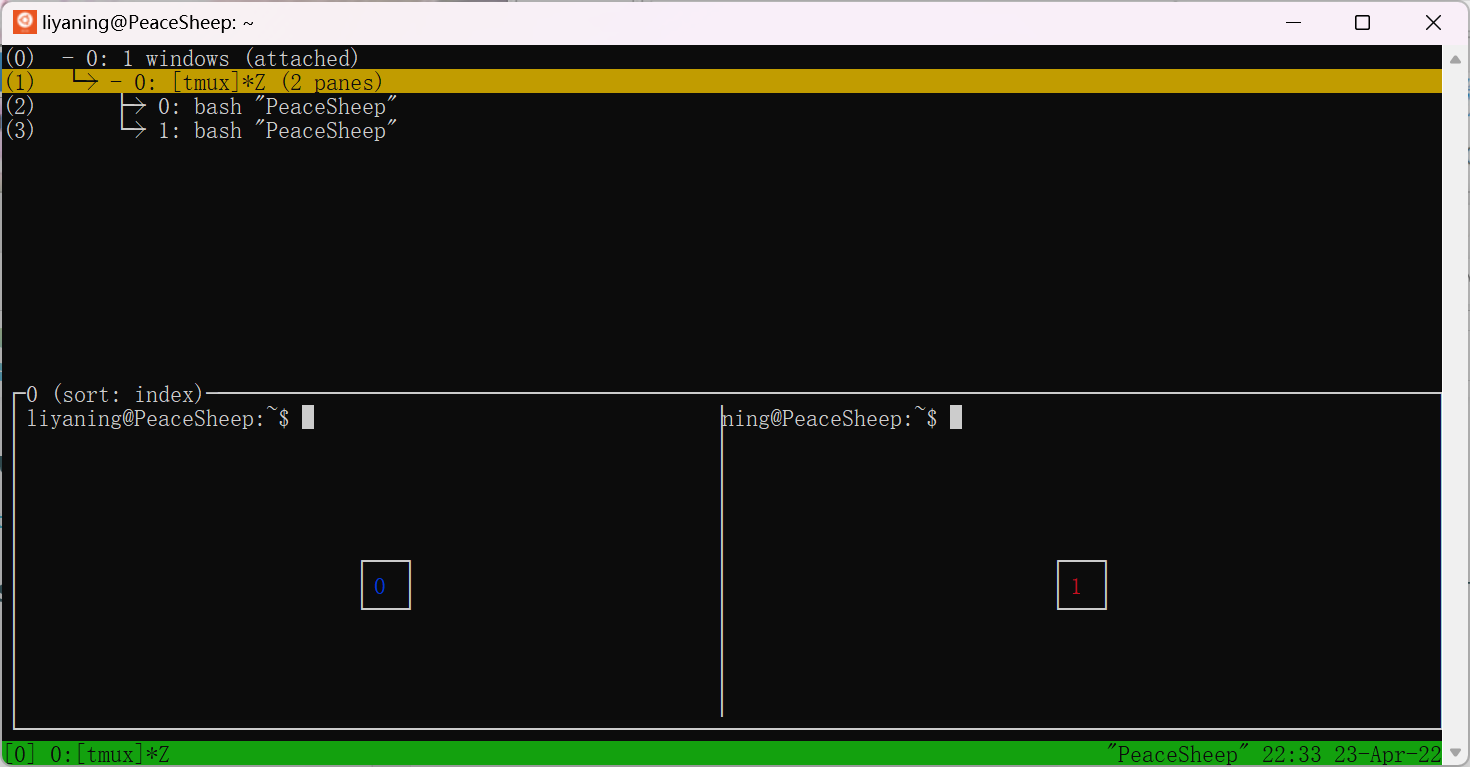 liyaning@PeaceSheep: ~
(0)  - 0: 1 windows (attached)
(1)   └─> - 0: [tmux]*Z (2 panes)
(2)       ├─> 0: bash "PeaceSheep"
(3)       └─> 1: bash "PeaceSheep"
0 (sort: index)
liyaning@PeaceSheep:~$ ning@PeaceSheep:~$
0 1
[0] 0:[tmux]*Z "PeaceSheep" 22:33 23-Apr-22